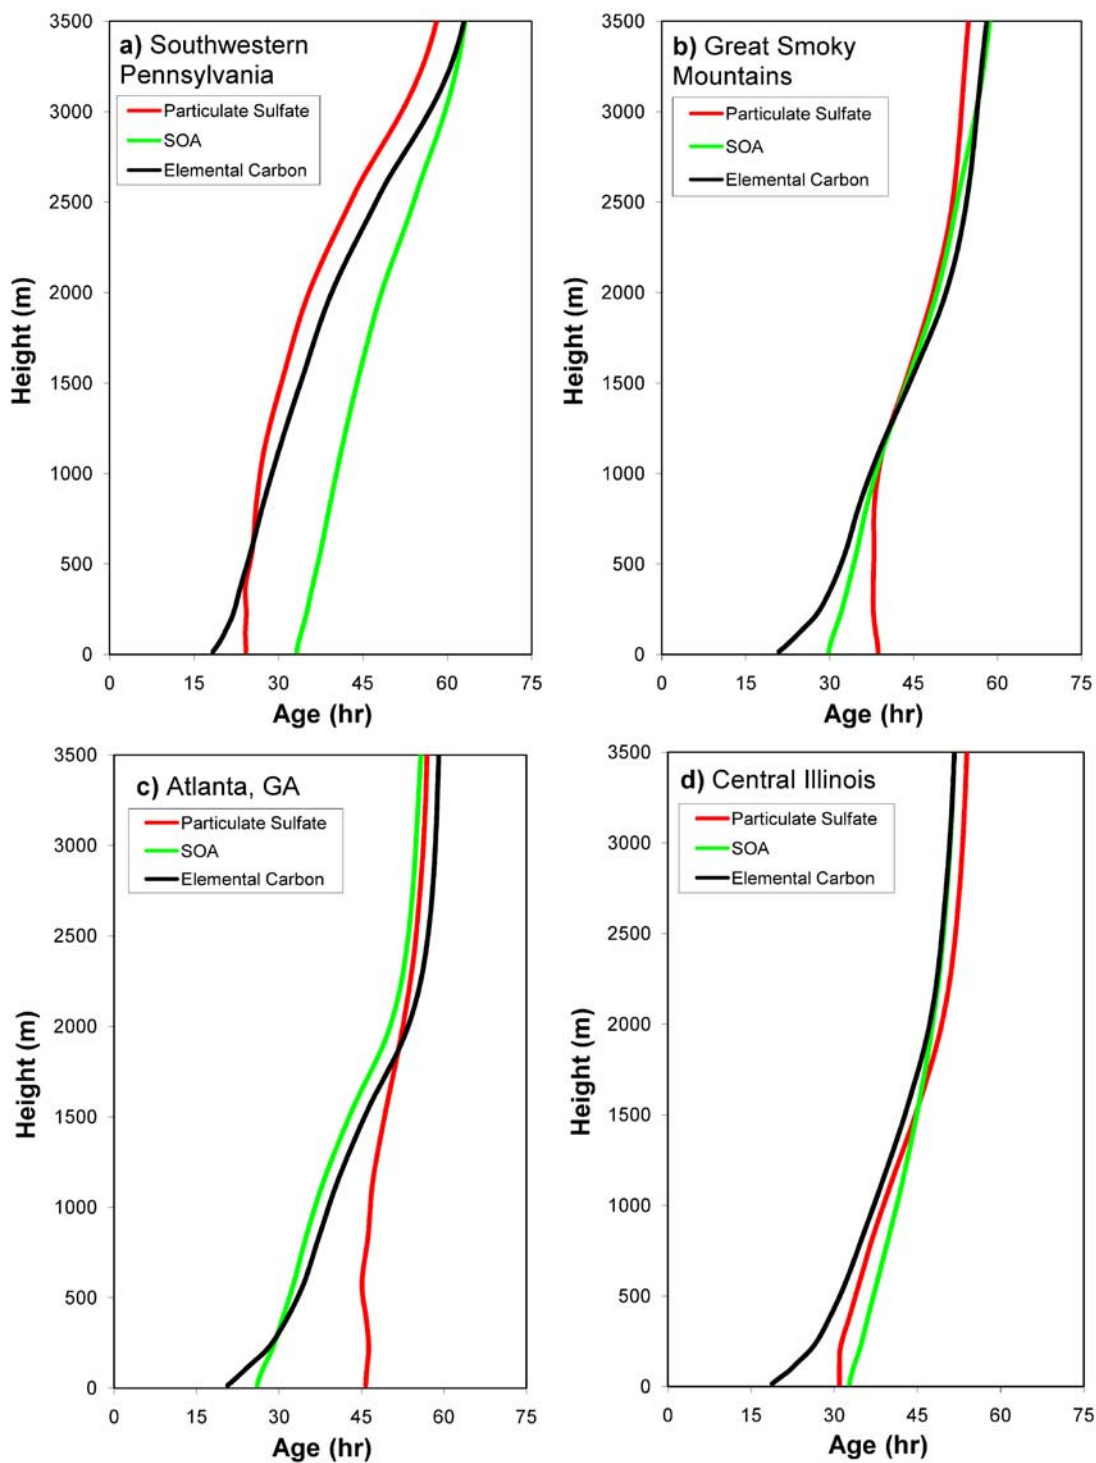 a) Southwestern
Pennsylvania
Particulate Sulfate
SOA
Elemental Carbon
3500
3000
2500
2000
1500
1000
500
0
Height (m)
0 15 30 45 60 75
Age (hr)
b) Great Smoky
Mountains
Particulate Sulfate
SOA
Elemental Carbon
3500
3000
2500
2000
1500
1000
500
0
Height (m)
0 15 30 45 60 75
Age (hr)
c) Atlanta, GA
Particulate Sulfate
SOA
Elemental Carbon
3500
3000
2500
2000
1500
1000
500
0
Height (m)
0 15 30 45 60 75
Age (hr)
d) Central Illinois
Particulate Sulfate
SOA
Elemental Carbon
3500
3000
2500
2000
1500
1000
500
0
Height (m)
0 15 30 45 60 75
Age (hr)